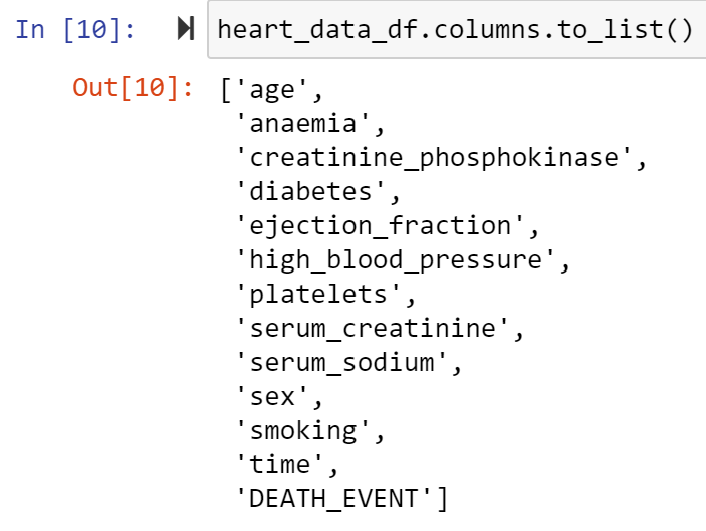 In [10]: heart_data_df.columns.to_list()
Out[10]: ['age',
'anaemia',
'creatinine_phosphokinase',
'diabetes',
'ejection_fraction',
'high_blood_pressure',
'platelets',
'serum_creatinine',
'serum_sodium',
'sex',
'smoking',
'time',
'DEATH_EVENT']